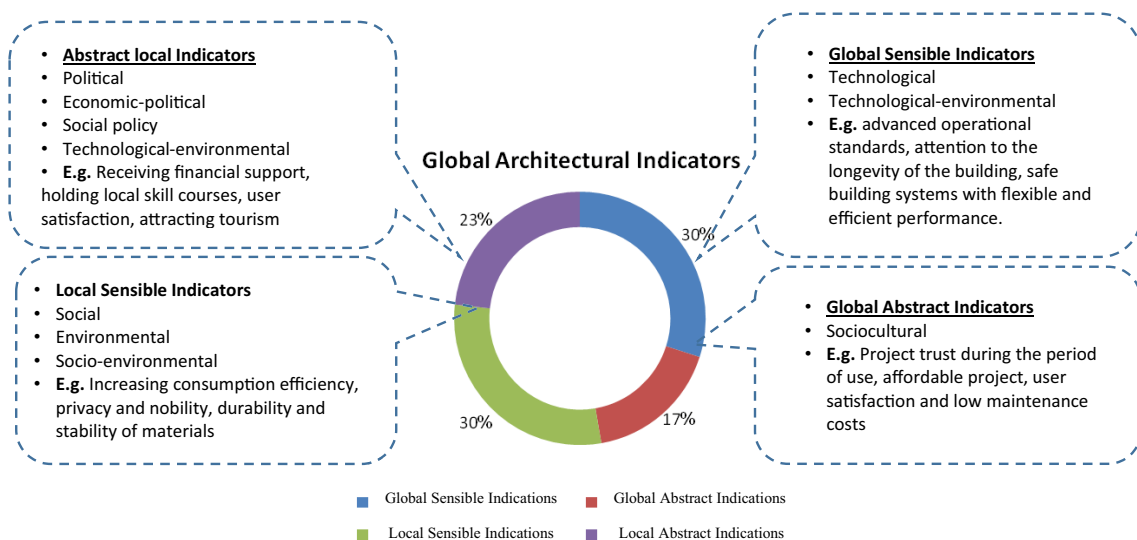 • Abstract local Indicators
• Political
• Economic-political
• Social policy
• Technological-environmental
• E.g. Receiving financial support,
holding local skill courses, user
satisfaction, attracting tourism
• Global Sensible Indicators
• Technological
• Technological-environmental
• E.g. advanced operational
standards, attention to the
longevity of the building, safe
building systems with flexible and
efficient performance.
Global Architectural Indicators
23%
30%
30%
17%
• Local Sensible Indicators
• Social
• Environmental
• Socio-environmental
• E.g. Increasing consumption efficiency,
privacy and nobility, durability and
stability of materials
• Global Abstract Indicators
• Sociocultural
• E.g. Project trust during the period
of use, affordable project, user
satisfaction and low maintenance
costs
Global Sensible Indications
Global Abstract Indications
Local Sensible Indications
Local Abstract Indications